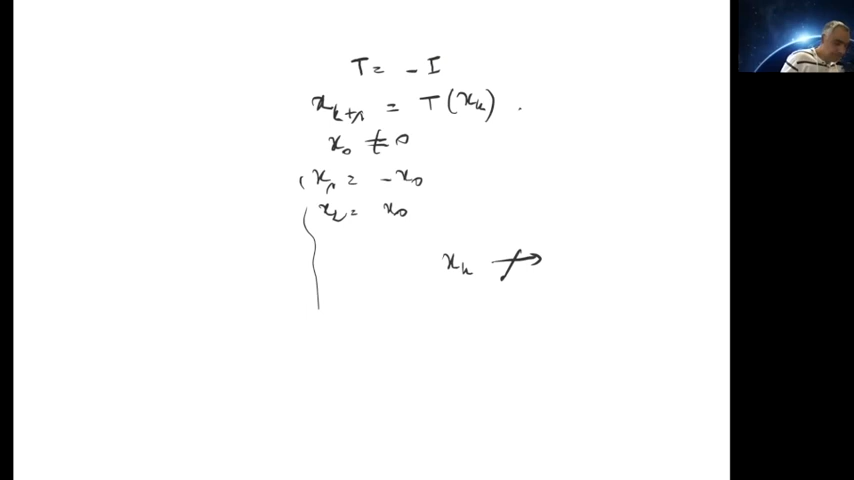 T = - I
x_{k+1} = T(x_k) .
x_0 ≠ 0
x_1 = - x_0
x_2 = x_0
x_k ↛